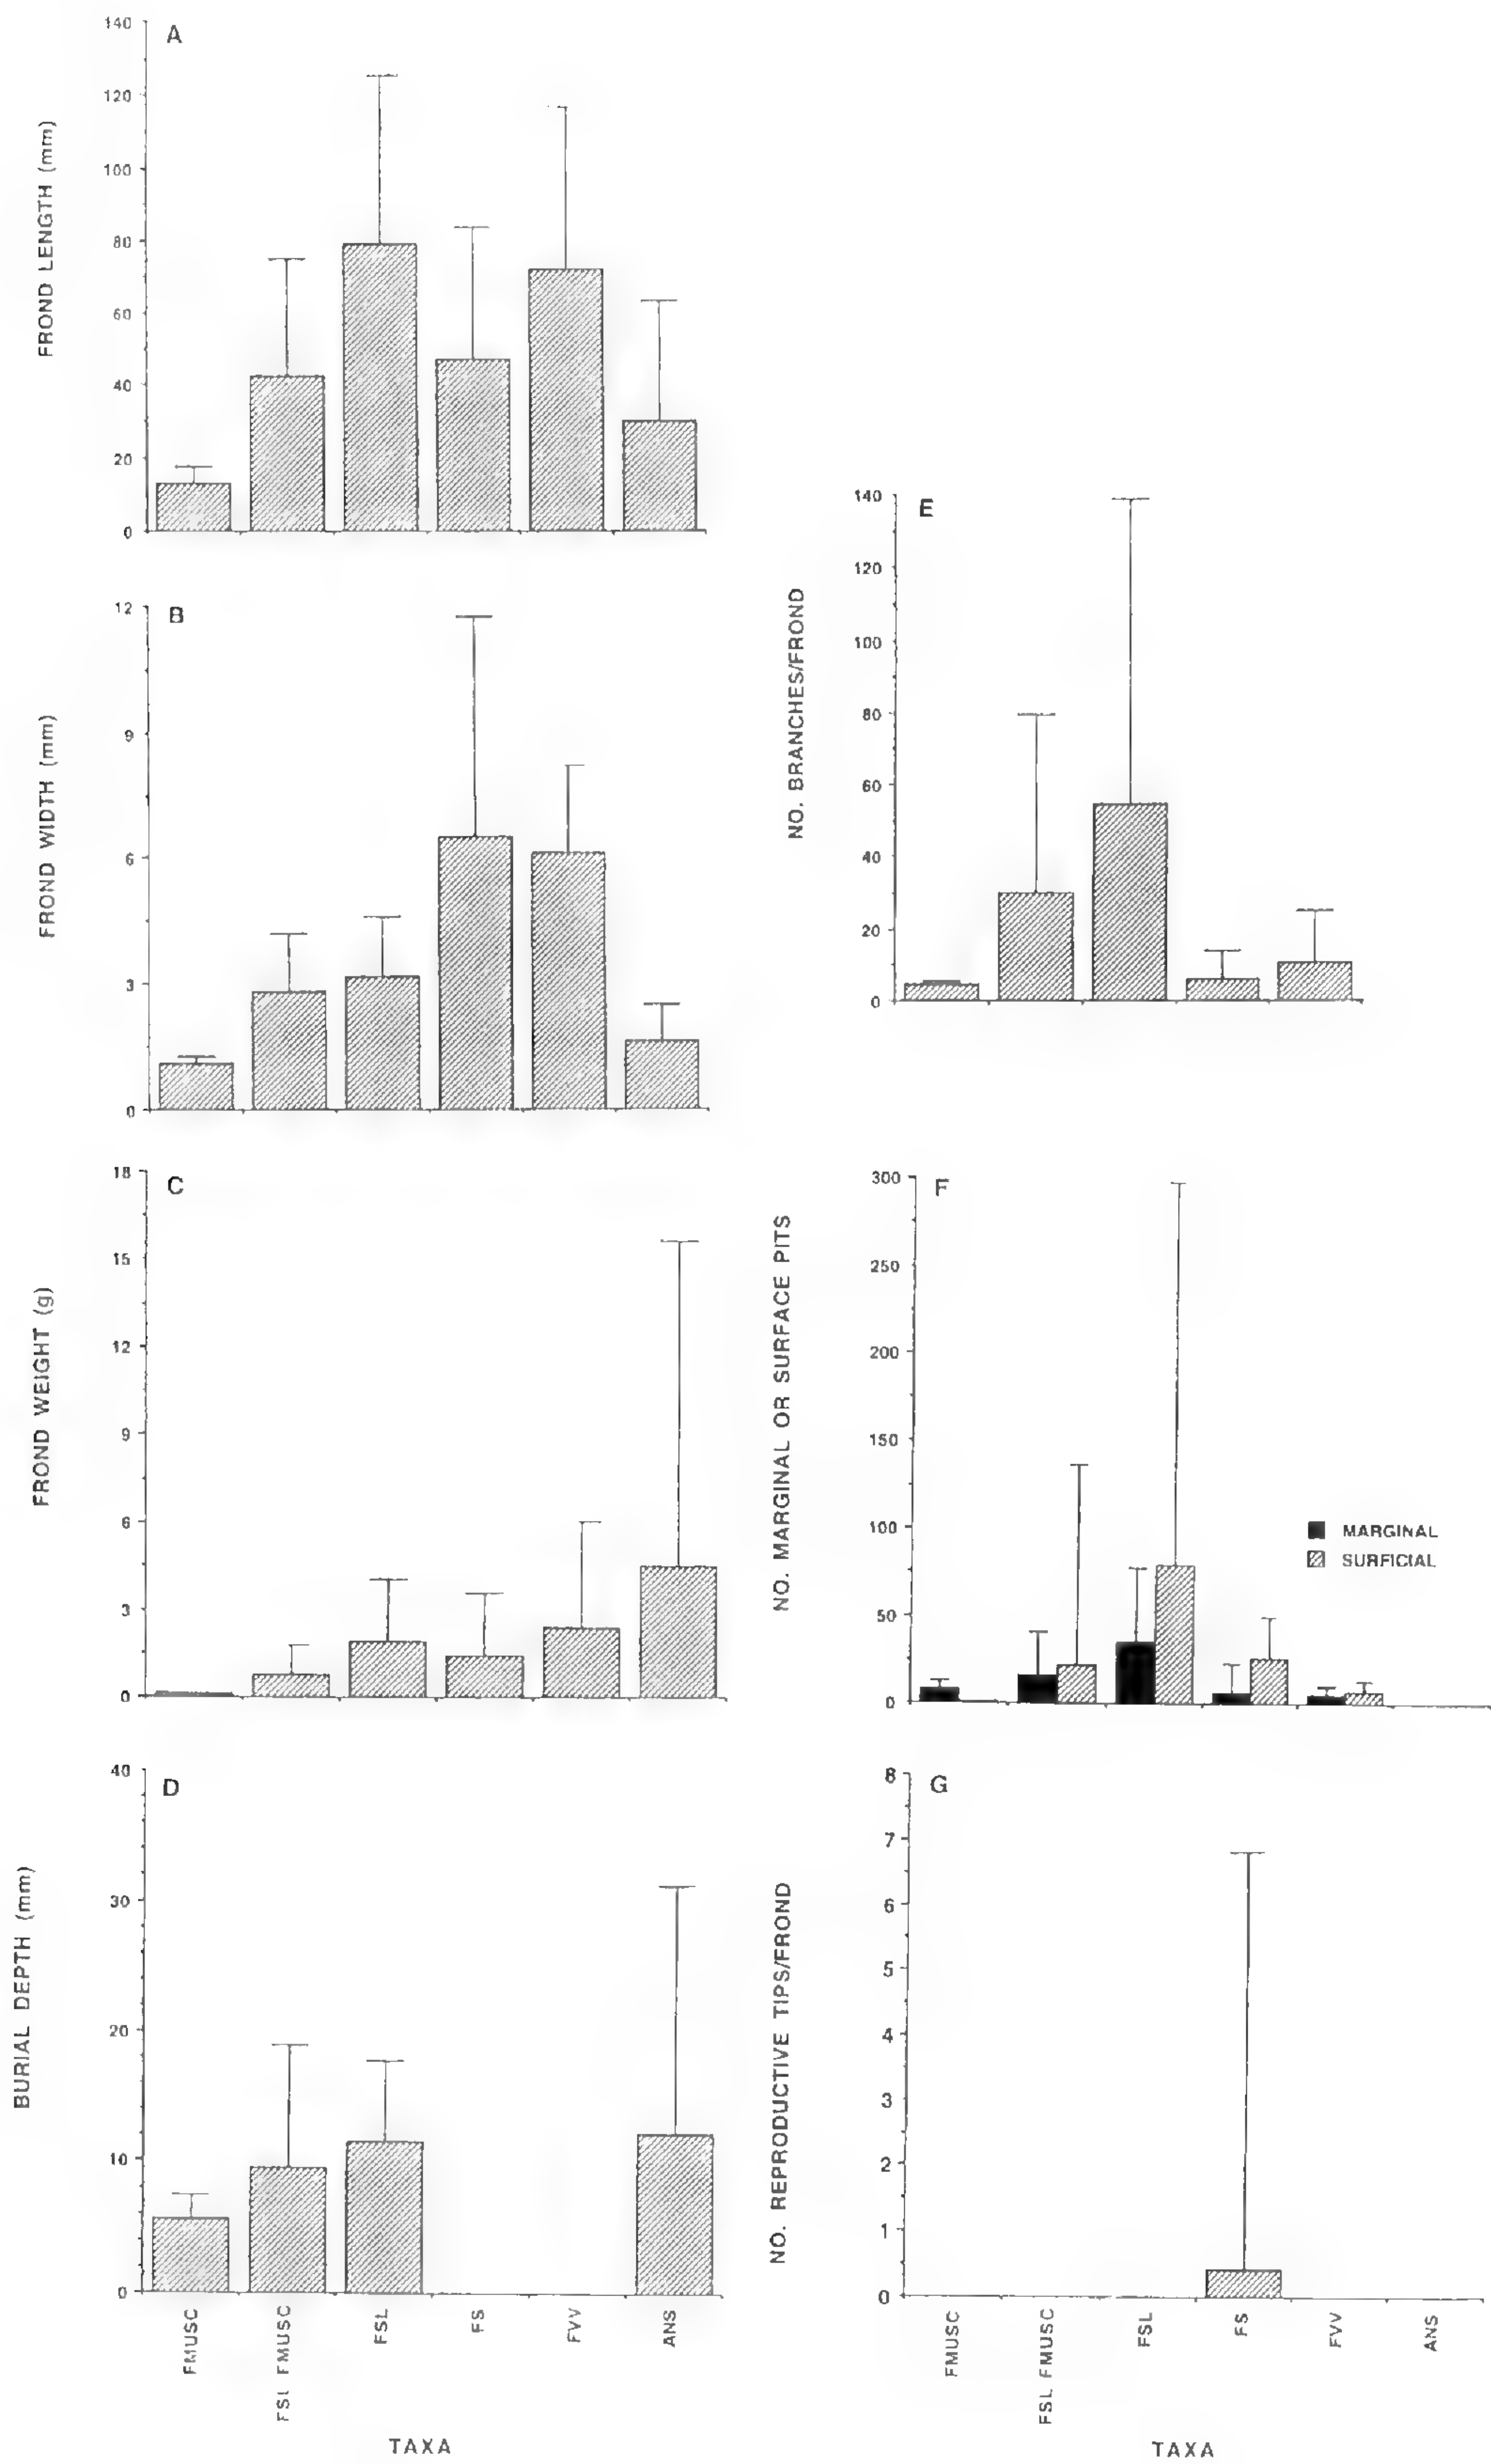 A
FROND LENGTH (mm)
140
120
100
80
60
40
20
0
B
FROND WIDTH (mm)
12
9
6
3
0
C
FROND WEIGHT (g)
18
15
12
9
6
3
0
D
BURIAL DEPTH (mm)
40
30
20
10
0
FMUSC
FSL FMUSC
FSL
FS
FVV
ANS
TAXA
E
NO. BRANCHES/FROND
140
120
100
80
60
40
20
0
F
NO. MARGINAL OR SURFACE PITS
300
250
200
150
100
50
0
MARGINAL
SURFICIAL
G
NO. REPRODUCTIVE TIPS/FROND
8
7
6
5
4
3
2
1
0
FMUSC
FSL FMUSC
FSL
FS
FVV
ANS
TAXA